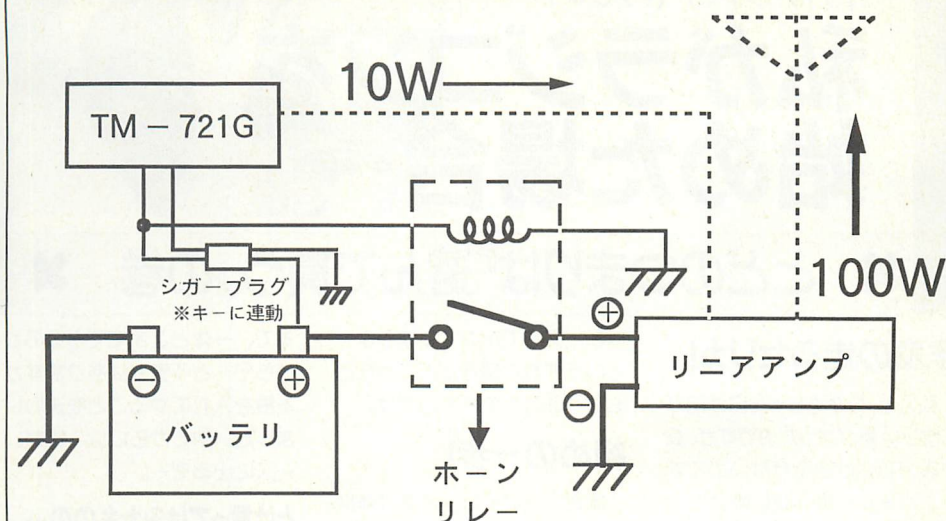 10W
TM－721G
100W
シガープラグ
※キーに連動
⊕
リニアアンプ
⊖
⊕
⊖
バッテリ
ホーン
リレー